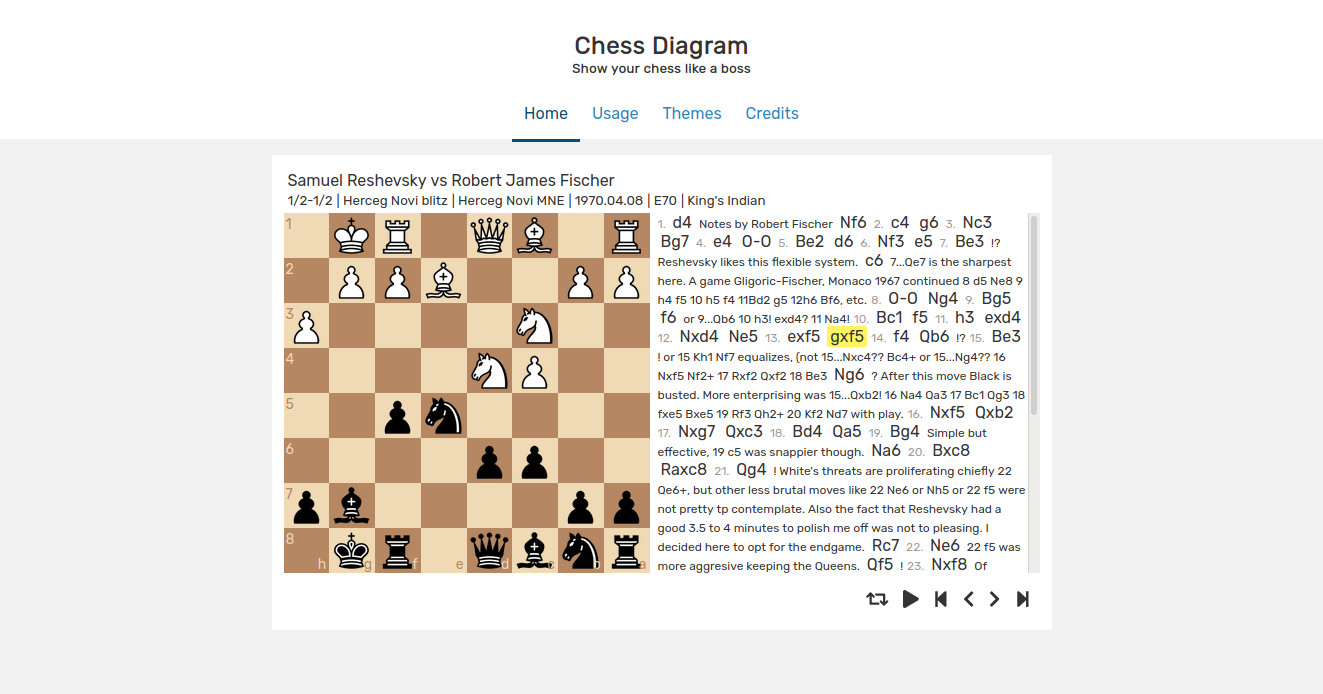 Chess Diagram
Show your chess like a boss
Home Usage Themes Credits
Samuel Reshevsky vs Robert James Fischer
1/2-1/2 | Herceg Novi blitz | Herceg Novi MNE | 1970.04.08 | E70 | King's Indian
1
2
3
4
5
6
7
8
h g f e d c b a
1. d4 Notes by Robert Fischer Nf6 2. c4 g6 3. Nc3
Bg7 4. e4 O-O 5. Be2 d6 6. Nf3 e5 7. Be3 !?
Reshevsky likes this flexible system. c6 7...Qe7 is the sharpest
here. A game Gligoric-Fischer, Monaco 1967 continued 8 d5 Ne8 9
h4 f5 10 h5 f4 11Bd2 g5 12h6 Bf6, etc. 8. O-O Ng4 9. Bg5
f6 or 9...Qb6 10 h3! exd4? 11 Na4! 10. Bc1 f5 11. h3 exd4
12. Nxd4 Ne5 13. exf5 gxf5 14. f4 Qb6 !? 15. Be3
! or 15 Kh1 Nf7 equalizes, (not 15...Nxc4?? Bc4+ or 15...Ng4?? 16
Nxf5 Nf2+ 17 Rxf2 Qxf2 18 Be3 Ng6 ? After this move Black is
busted. More enterprising was 15...Qxb2! 16 Na4 Qa3 17 Bc1 Qg3 18
fxe5 Bxe5 19 Rf3 Qh2+ 20 Kf2 Nd7 with play. 16. Nxf5 Qxb2
17. Nxg7 Qxc3 18. Bd4 Qa5 19. Bg4 Simple but
effective, 19 c5 was snappier though. Na6 20. Bxc8
Raxc8 21. Qg4 ! White's threats are proliferating chiefly 22
Qe6+, but other less brutal moves like 22 Ne6 or Nh5 or 22 f5 were
not pretty tp contemplate. Also the fact that Reshevsky had a
good 3.5 to 4 minutes to polish me off was not to pleasing. I
decided here to opt for the endgame. Rc7 22. Ne6 22 f5 was
more aggresive keeping the Queens. Qf5 ! 23. Nxf8 Of